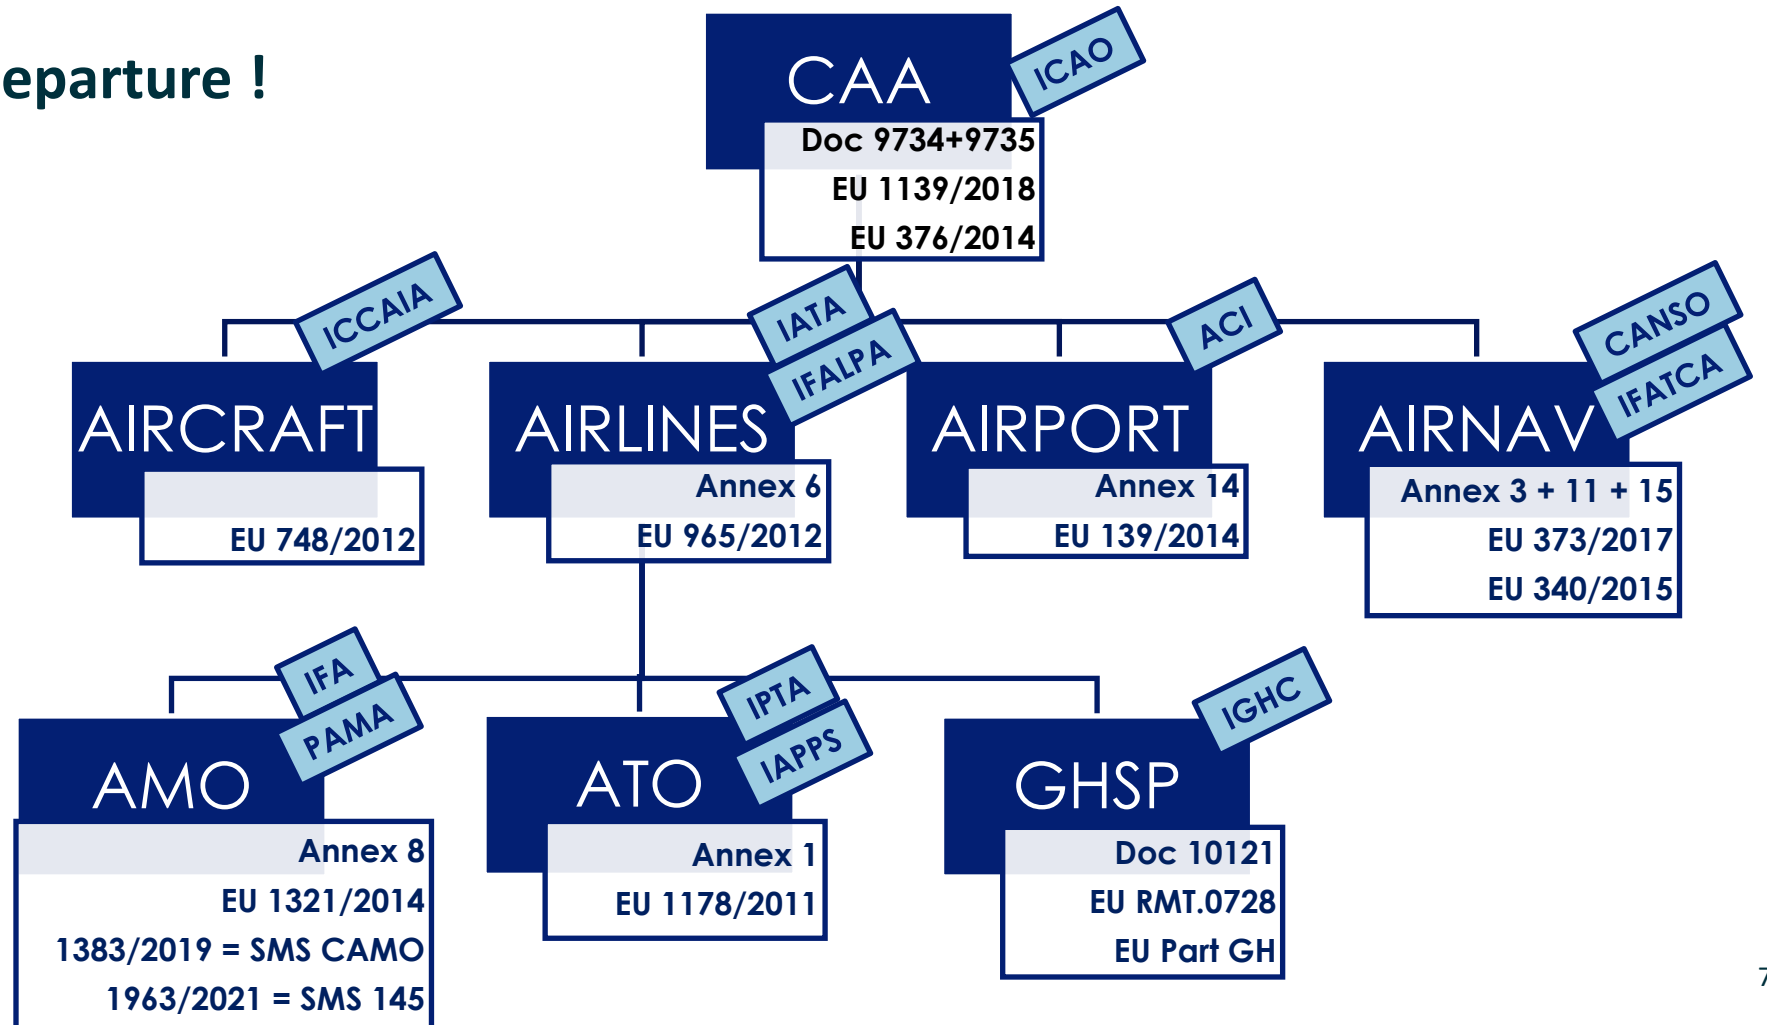 eparture !
CAA
ICAO
Doc 9734+9735
EU 1139/2018
EU 376/2014
ICCAIA
AIRCRAFT
EU 748/2012
IATA
IFALPA
AIRLINES
Annex 6
EU 965/2012
ACI
AIRPORT
Annex 14
EU 139/2014
CANSO
IFATCA
AIRNAV
Annex 3 + 11 + 15
EU 373/2017
EU 340/2015
IFA
PAMA
AMO
Annex 8
EU 1321/2014
1383/2019 = SMS CAMO
1963/2021 = SMS 145
IPTA
IAPPS
ATO
Annex 1
EU 1178/2011
IGHC
GHSP
Doc 10121
EU RMT.0728
EU Part GH
7